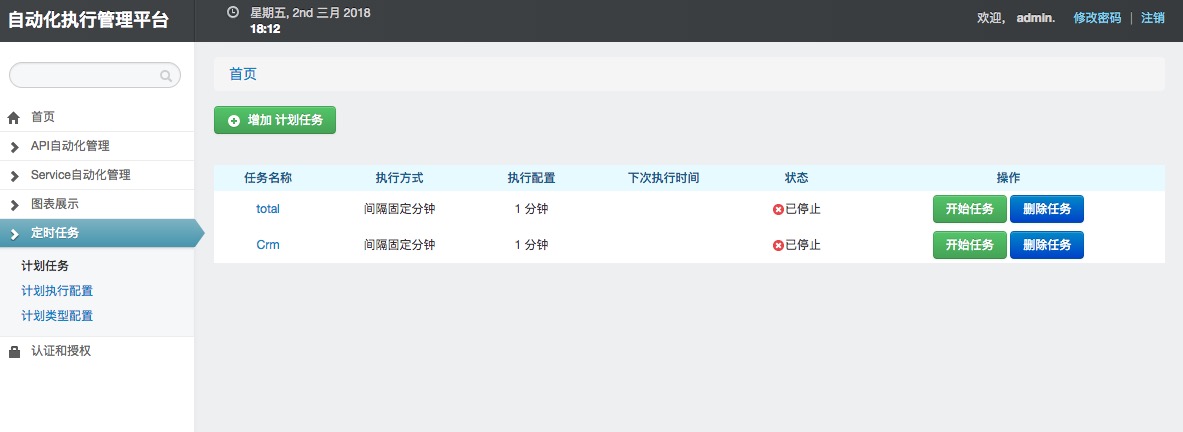 自动化执行管理平台
星期五, 2nd 三月 2018
18:12
欢迎, admin. 修改密码 | 注销
首页
API自动化管理
Service自动化管理
图表展示
定时任务
计划任务
计划执行配置
计划类型配置
认证和授权
首页
增加 计划任务
任务名称 执行方式 执行配置 下次执行时间 状态 操作
total 间隔固定分钟 1 分钟 已停止 开始任务 删除任务
Crm 间隔固定分钟 1 分钟 已停止 开始任务 删除任务